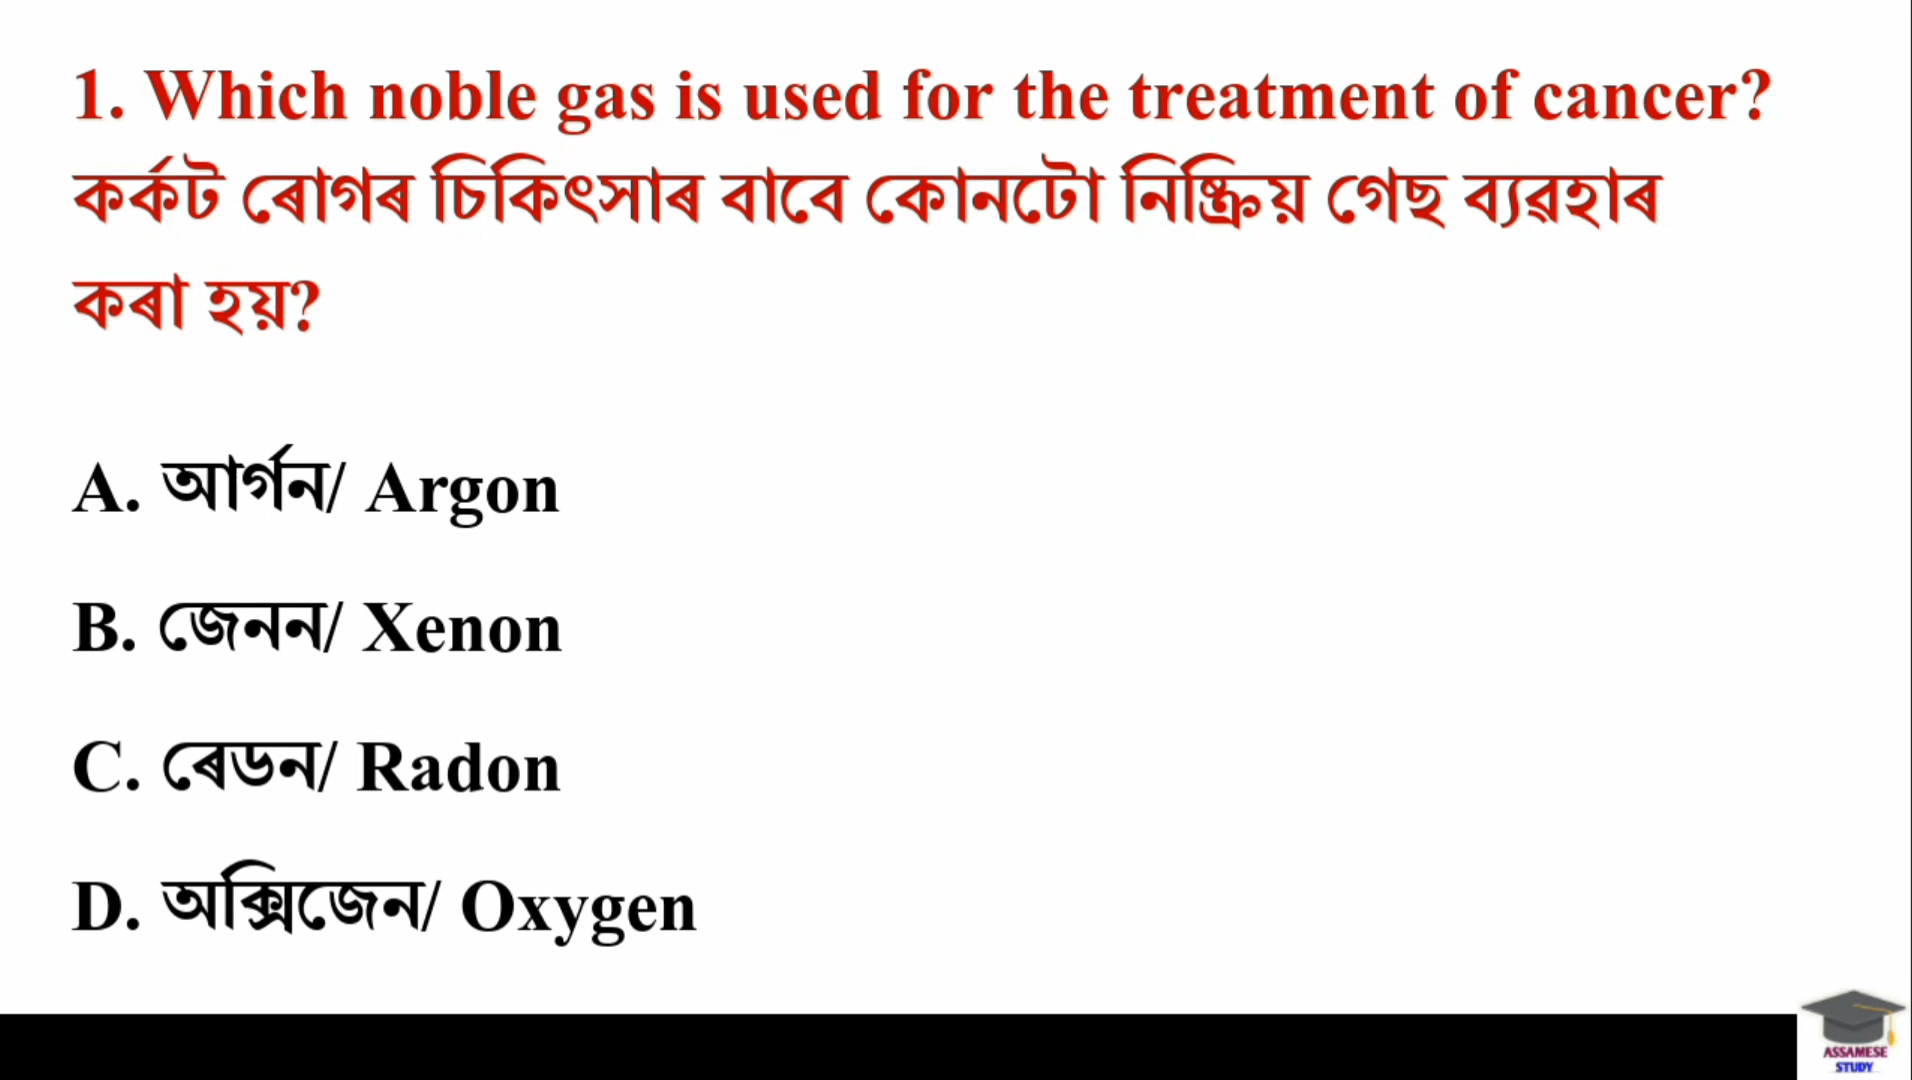 1. Which noble gas is used for the treatment of cancer?
কৰ্কট ৰোগৰ চিকিৎসাৰ বাবে কোনটো নিষ্ক্ৰিয় গেছ ব্যৱহাৰ
কৰা হয়?
A. আৰ্গন/ Argon
B. জেনন/ Xenon
C. ৰেডন/ Radon
D. অক্সিজেন/ Oxygen
ASSAMESE
STUDY